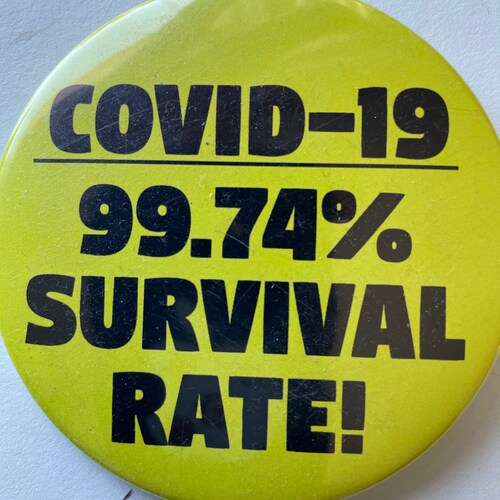 COVID-19
99.74%
SURVIVAL
RATE!